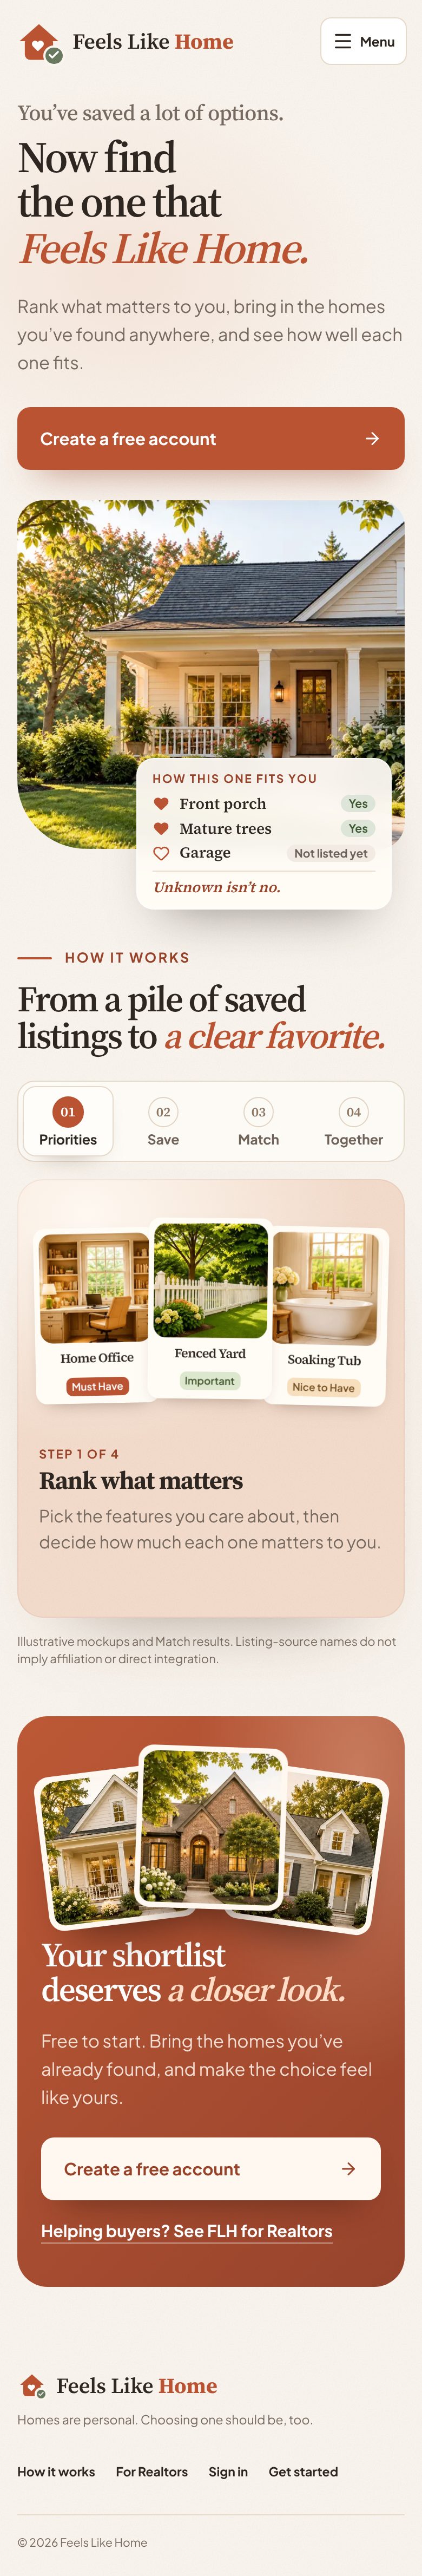 Feels Like Home
Menu
You’ve saved a lot of options.
Now find
the one that
Feels Like Home.
Rank what matters to you, bring in the homes
you’ve found anywhere, and see how well each
one fits.
Create a free account
HOW THIS ONE FITS YOU
Front porch Yes
Mature trees Yes
Garage Not listed yet
Unknown isn’t no.
HOW IT WORKS
From a pile of saved
listings to a clear favorite.
01 02 03 04
Priorities Save Match Together
Home Office Fenced Yard Soaking Tub
Must Have Important Nice to Have
STEP 1 OF 4
Rank what matters
Pick the features you care about, then
decide how much each one matters to you.
Illustrative mockups and Match results. Listing-source names do not
imply affiliation or direct integration.
Your shortlist
deserves a closer look.
Free to start. Bring the homes you’ve
already found, and make the choice feel
like yours.
Create a free account
Helping buyers? See FLH for Realtors
Feels Like Home
Homes are personal. Choosing one should be, too.
How it works For Realtors Sign in Get started
© 2026 Feels Like Home